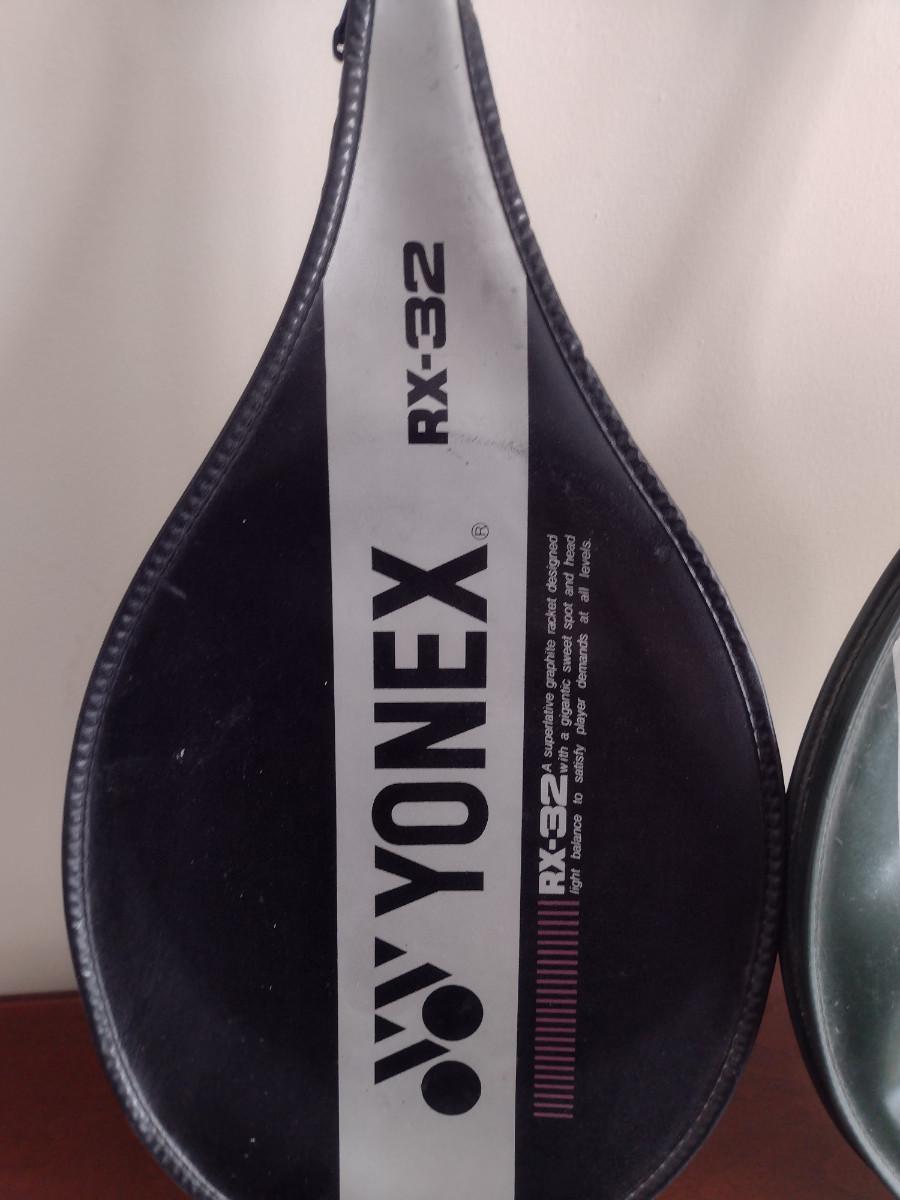 YONEX®
RX-32
RX-32 A superlative graphite racket designed
with a gigantic sweet spot and head
light balance to satisfy player demands at all levels.